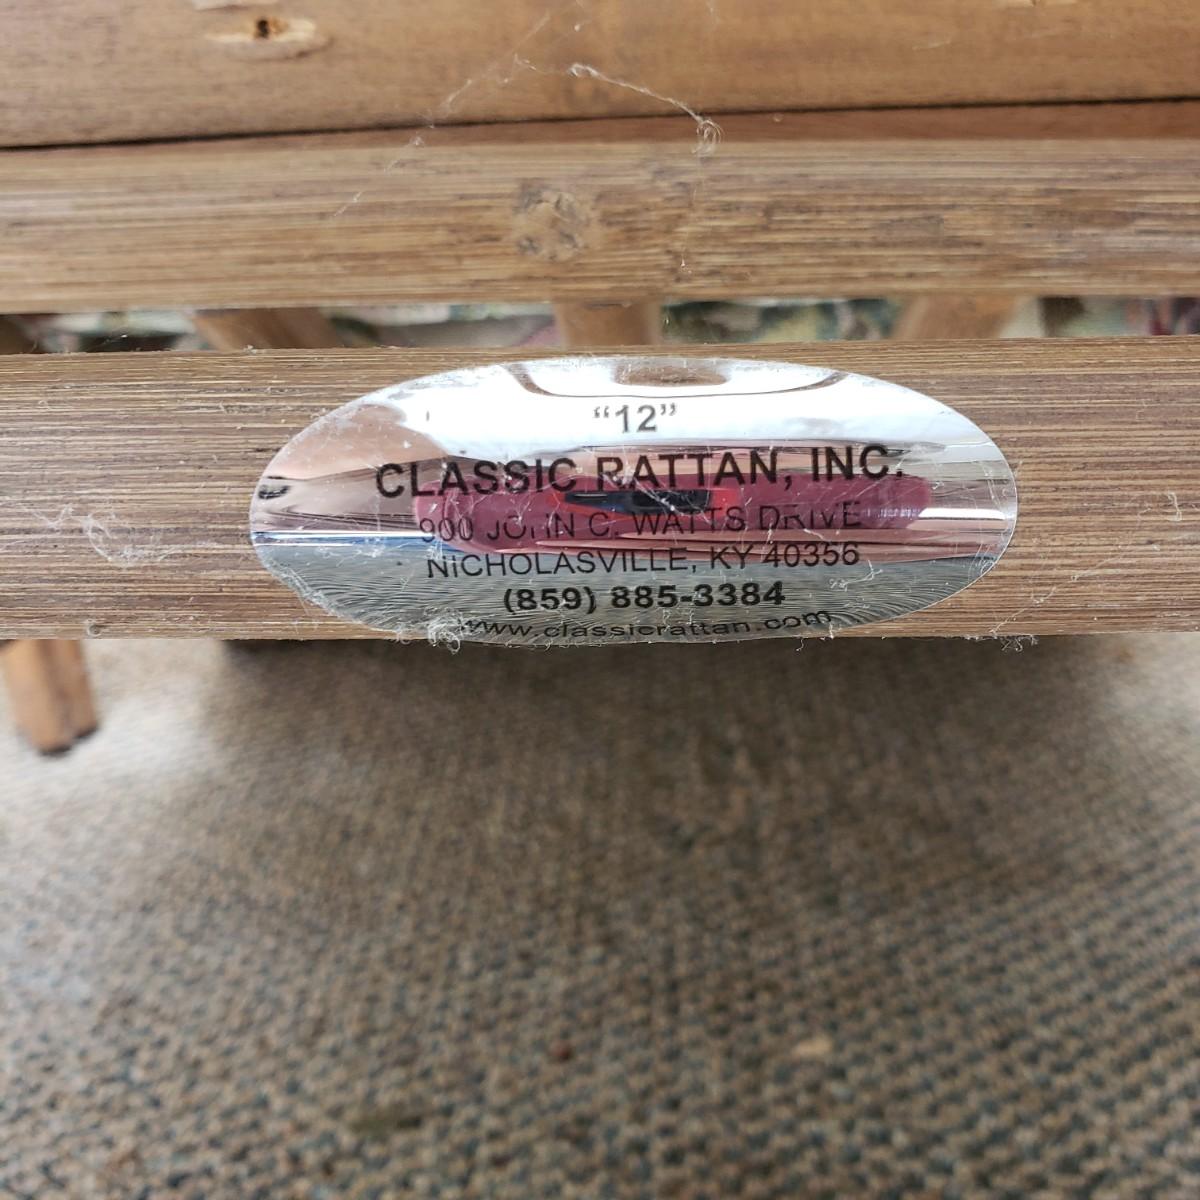 “12”
CLASSIC RATTAN, INC.
900 JOHN C. WATTS DRIVE
NICHOLASVILLE, KY 40356
(859) 885-3384
www.classicrattan.com